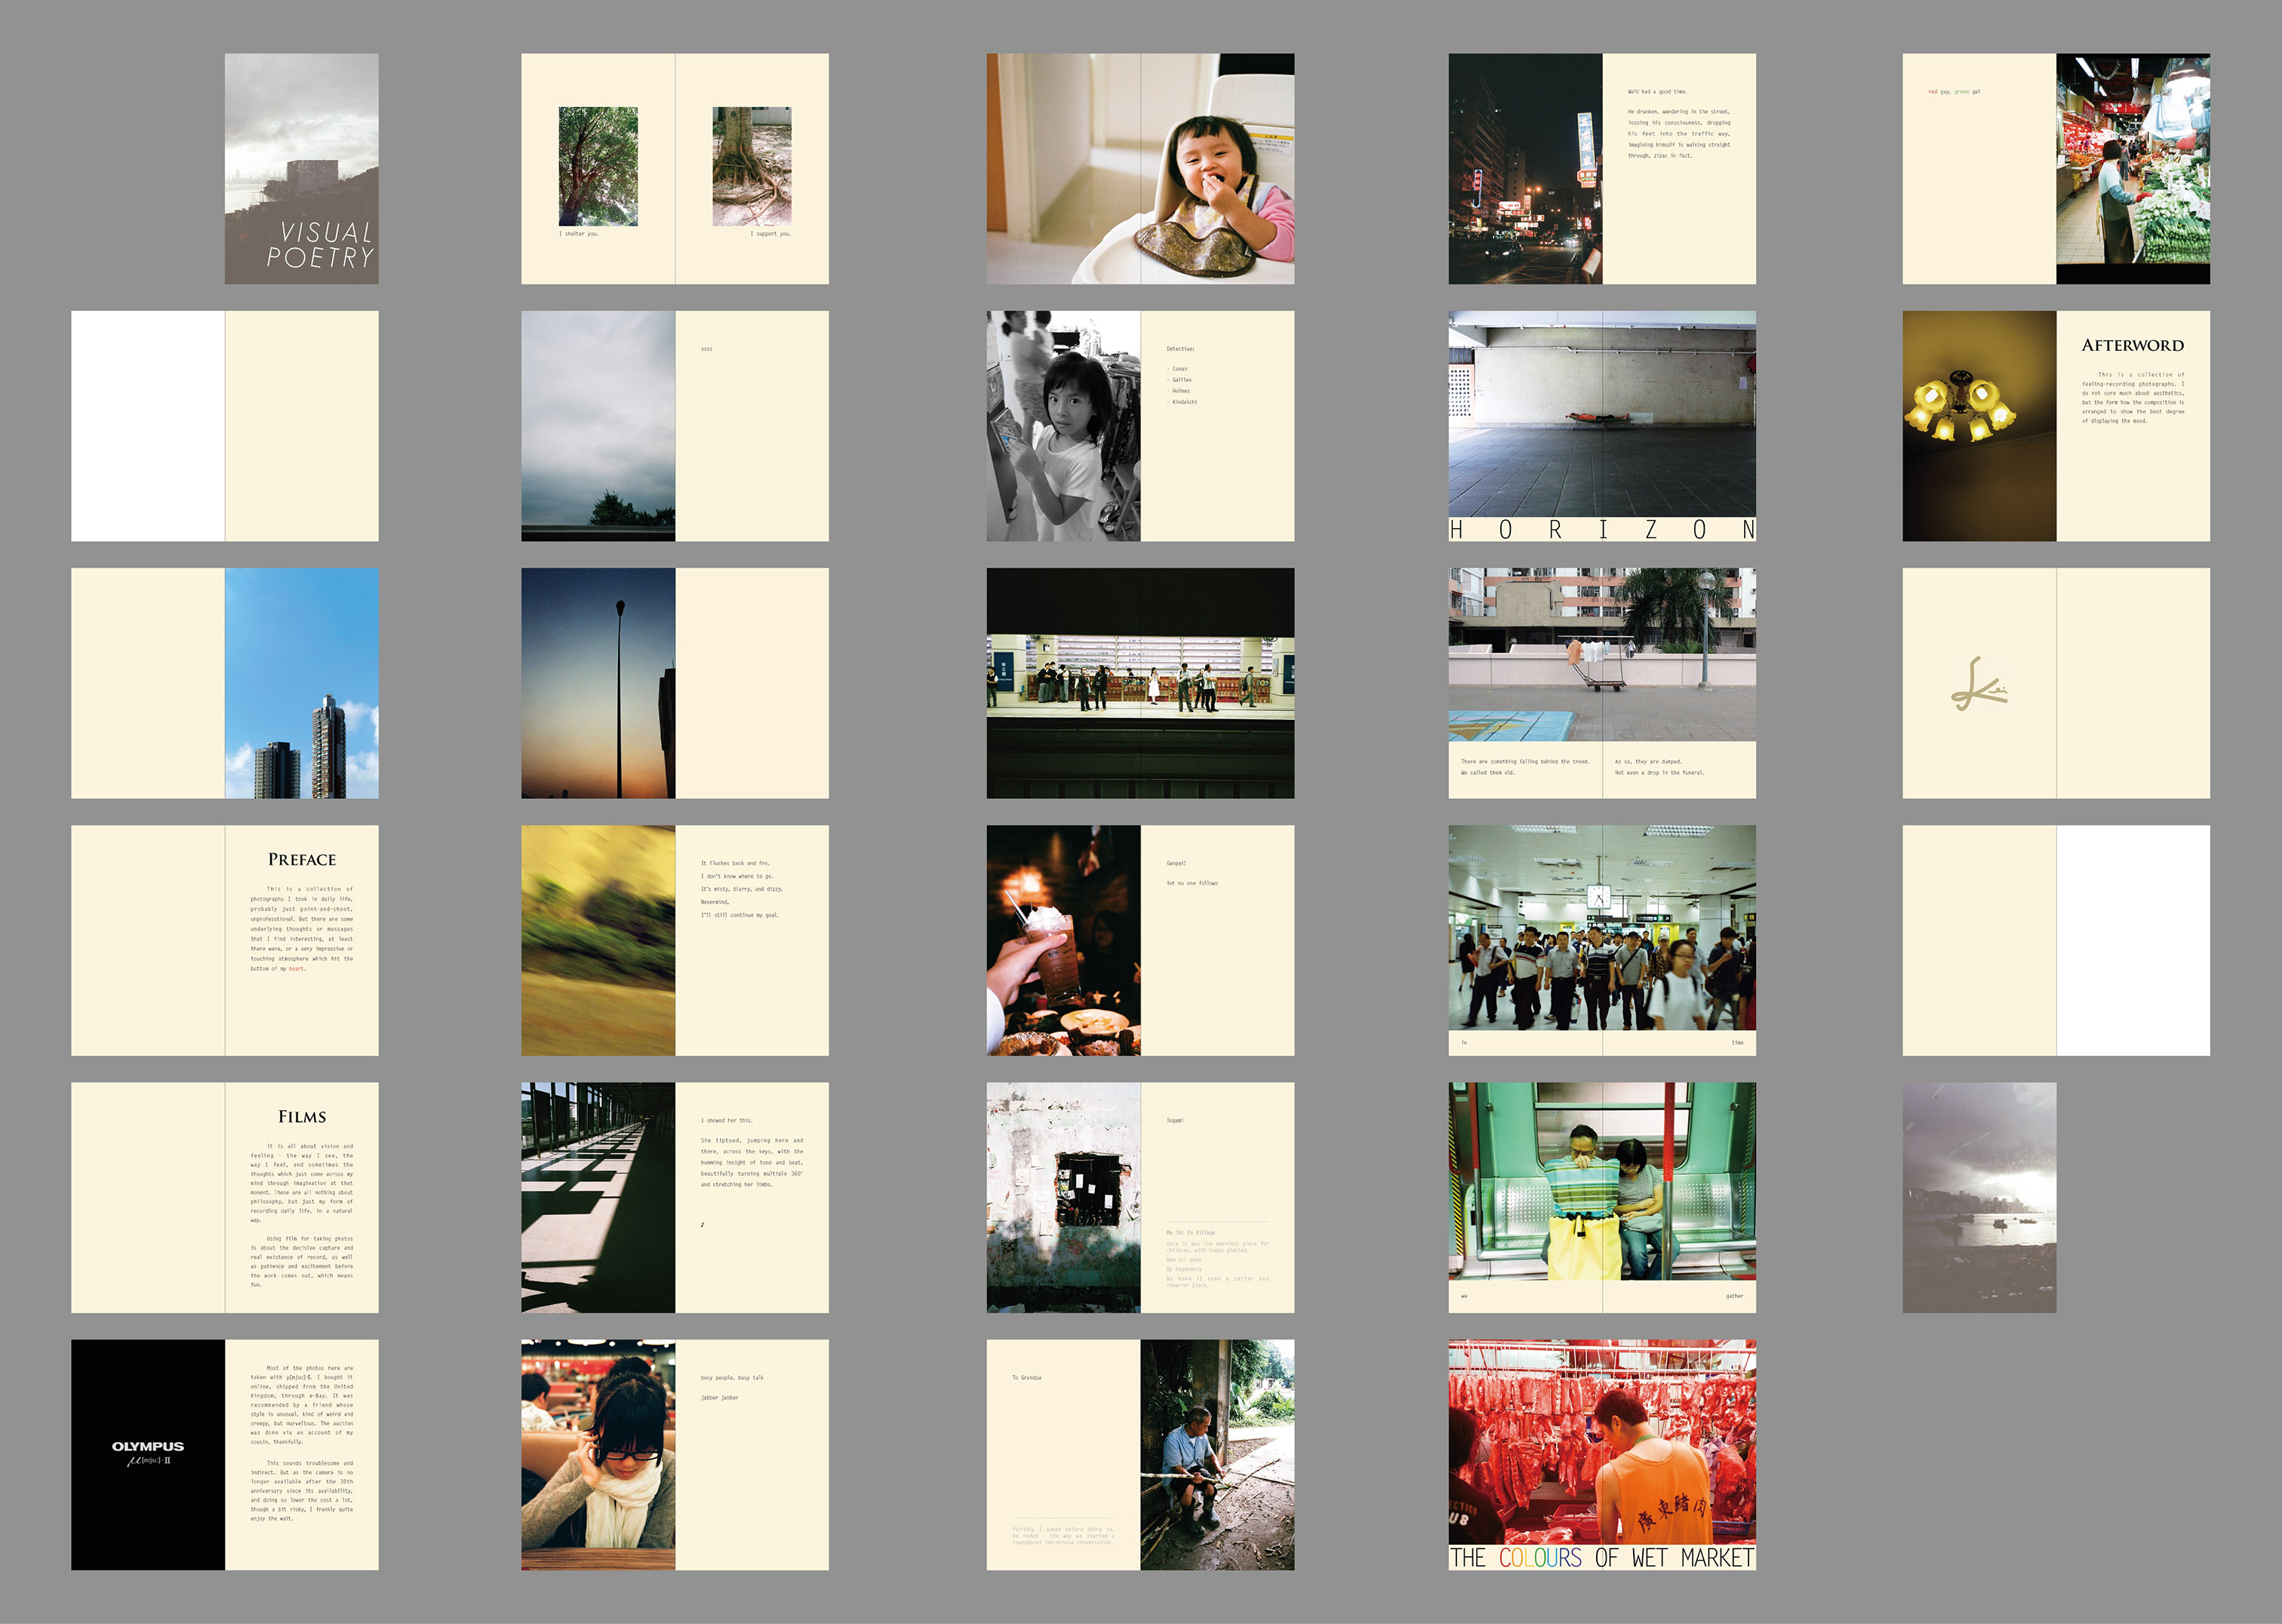 VISUAL
POETRY
PREFACE
This is a collection of
photographs I took in daily life,
probably just point-and-shoot,
unprofesstional. But there are some
underlying thoughts or messages
that I find interesting, at least
there were, or a very impressive or
touching atmosphere which hit the
bottom of my heart.
FILMS
It is all about vision and
feeling - the way I see, the
way I feel, and sometimes the
thoughts which just come across my
mind through imagination at that
moment. These are all nothing about
philosophy, but just my form of
recording daily life, in a natural
way.
Using film for taking photos
is about the decisive capture and
real existance of record, as well
as patience and excitement before
the work comes out, which means
fun.
OLYMPUS
μ[mju:]-II
Most of the photos here are
taken with μ[mju:]-II. I bought it
online, shipped from the United
Kingdom, through e-Bay. It was
recommended by a friend whose
style is unusual, kind of weird and
creepy, but marvellous. The auction
was done via an account of my
cousin, thankfully.
This sounds troublesome and
indirect. But as the camera is no
longer available after the 30th
anniversary since its availability,
and doing so lower the cost a lot,
though a bit risky, I frankly quite
enjoy the wait.
I shelter you.
I support you.
ssss
It flushes back and fro.
I don't know where to go.
It's misty, blurry, and dizzy.
Nevermind,
I'll still continue my goal.
I showed her this.
She tiptoed, jumping here and
there, across the keys, with the
humming insight of tone and beat,
beautifully turning multiple 360°
and stretching her limbs.
♪
busy people, busy talk
jabber jabber
Detective:
- Conan
- Galileo
- Holmes
- Kindaichi
Ganpai!
Yet no one follows
Togami
Ma Shi Po Village
Once it was the merriest place for
children, with hopes planted.
Now all gone
By hegemony
We make it even a better and
cheerier place.
To Grandpa
Politely I asked before doing so,
he noded - the way we started a
roundabout ten-minute conversation.
We'd had a good time.
He drunken, wandering in the street,
lossing his consciouness, dropping
his feet into the traffic way,
imagining himself is walking straight
through, zizac in fact.
HORIZON
There are something falling behind the trend.
We called them old.
As so, they are dumped.
Not even a drop in the funeral.
in
time
we
gather
廣東豬肉
THE COLOURS OF WET MARKET
red guy, green gal
AFTERWORD
This is a collection of
feeling-recording photographs. I
do not care much about aesthetics,
but the form how the composition is
arranged to show the best degree
of displaying the mood.